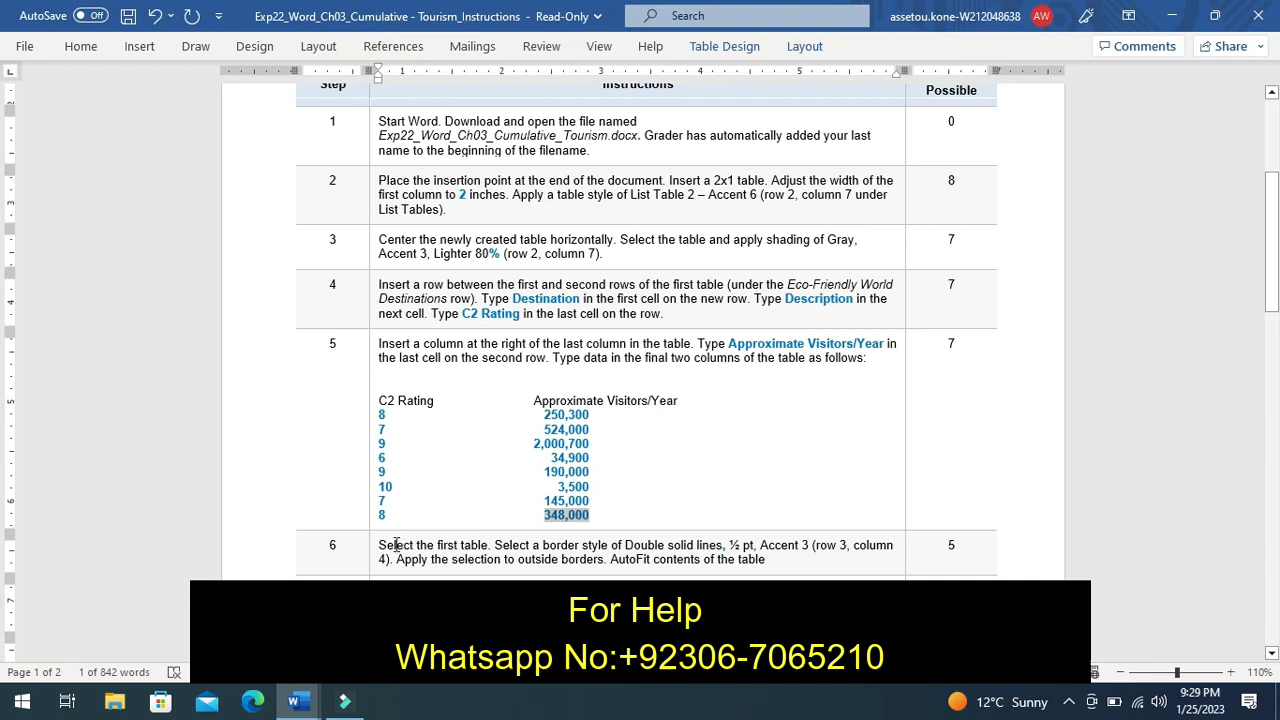 AutoSave Off Exp22_Word_Ch03_Cumulative - Tourism_Instructions - Read-Only Search assetou.kone-W212048638 AW
File Home Insert Draw Design Layout References Mailings Review View Help Table Design Layout Comments Share
1 2 3 4 5
Step Instructions Possible
1 Start Word. Download and open the file named 0
Exp22_Word_Ch03_Cumulative_Tourism.docx. Grader has automatically added your last
name to the beginning of the filename.
2 Place the insertion point at the end of the document. Insert a 2x1 table. Adjust the width of the 8
first column to 2 inches. Apply a table style of List Table 2 – Accent 6 (row 2, column 7 under
List Tables).
3 Center the newly created table horizontally. Select the table and apply shading of Gray, 7
Accent 3, Lighter 80% (row 2, column 7).
4 Insert a row between the first and second rows of the first table (under the Eco-Friendly World 7
Destinations row). Type Destination in the first cell on the new row. Type Description in the
next cell. Type C2 Rating in the last cell on the row.
5 Insert a column at the right of the last column in the table. Type Approximate Visitors/Year in 7
the last cell on the second row. Type data in the final two columns of the table as follows:
C2 Rating Approximate Visitors/Year
8 250,300
7 524,000
9 2,000,700
6 34,900
9 190,000
10 3,500
7 145,000
8 348,000
6 Select the first table. Select a border style of Double solid lines, ½ pt, Accent 3 (row 3, column 5
4). Apply the selection to outside borders. AutoFit contents of the table
For Help
Whatsapp No:+92306-7065210
Page 1 of 2 1 of 842 words 110%
12°C Sunny 9:29 PM
1/25/2023